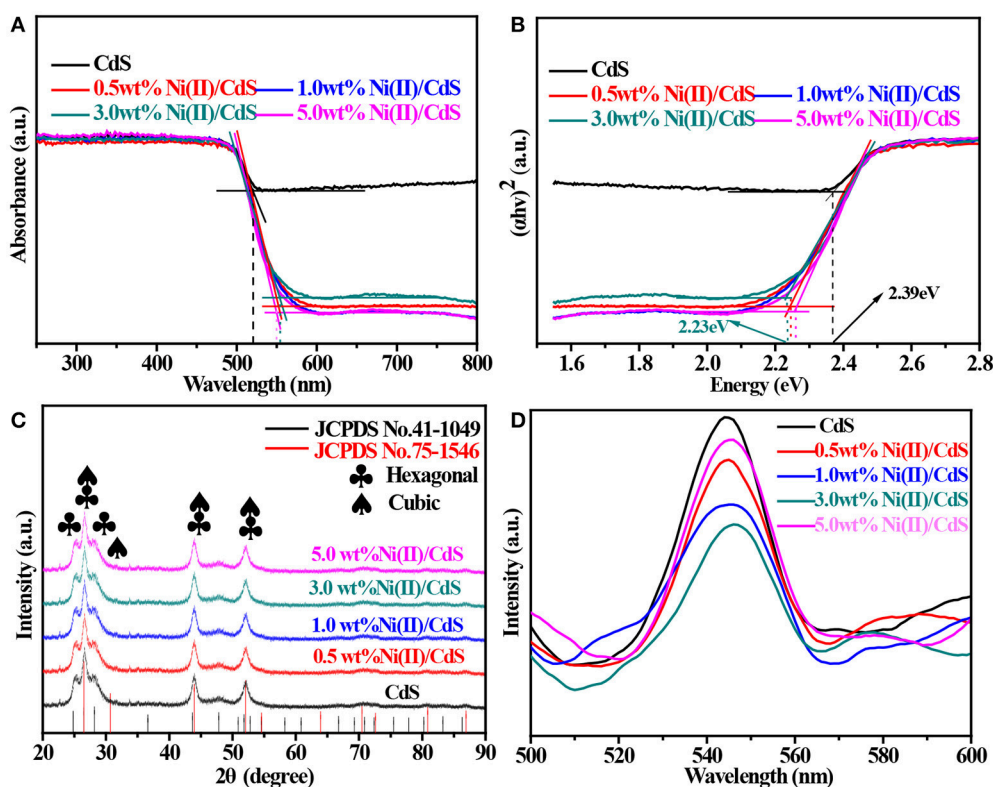 A
CdS
0.5wt% Ni(II)/CdS 1.0wt% Ni(II)/CdS
3.0wt% Ni(II)/CdS 5.0wt% Ni(II)/CdS
Absorbance (a.u.)
300 400 500 600 700 800
Wavelength (nm)
B
CdS
0.5wt% Ni(II)/CdS 1.0wt% Ni(II)/CdS
3.0wt% Ni(II)/CdS 5.0wt% Ni(II)/CdS
(αhv)² (a.u.)
2.39eV
2.23eV
1.6 1.8 2.0 2.2 2.4 2.6 2.8
Energy (eV)
C
JCPDS No.41-1049
JCPDS No.75-1546
♣ Hexagonal
♠ Cubic
5.0 wt%Ni(II)/CdS
3.0 wt%Ni(II)/CdS
1.0 wt%Ni(II)/CdS
0.5 wt%Ni(II)/CdS
CdS
Intensity (a.u.)
20 30 40 50 60 70 80 90
2θ (degree)
D
CdS
0.5wt% Ni(II)/CdS
1.0wt% Ni(II)/CdS
3.0wt% Ni(II)/CdS
5.0wt% Ni(II)/CdS
Intensity (a.u.)
500 520 540 560 580 600
Wavelength (nm)